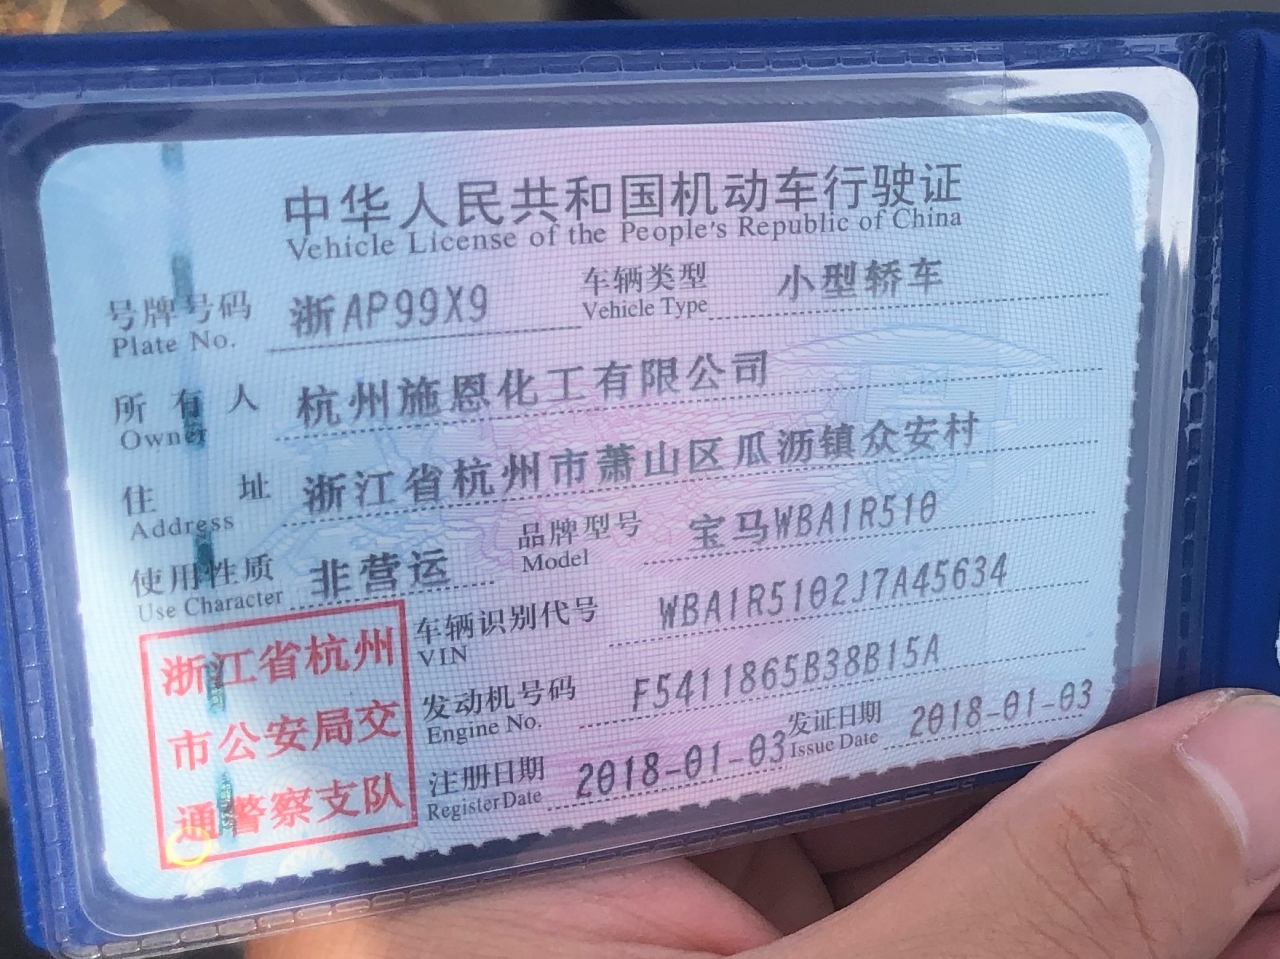 中华人民共和国机动车行驶证
Vehicle License of the People's Republic of China
号牌号码 浙AP99X9 车辆类型 小型轿车
Plate No. Vehicle Type
所有人 杭州施恩化工有限公司
Owner
住址 浙江省杭州市萧山区瓜沥镇众安村
Address
使用性质 非营运 品牌型号 宝马WBA1R510
Use Character Model
浙江省杭州
市公安局交
通警察支队
车辆识别代号 WBA1R5102J7A45634
VIN
发动机号码 F5411865B38B15A
Engine No.
注册日期 2018-01-03 发证日期 2018-01-03
Register Date Issue Date